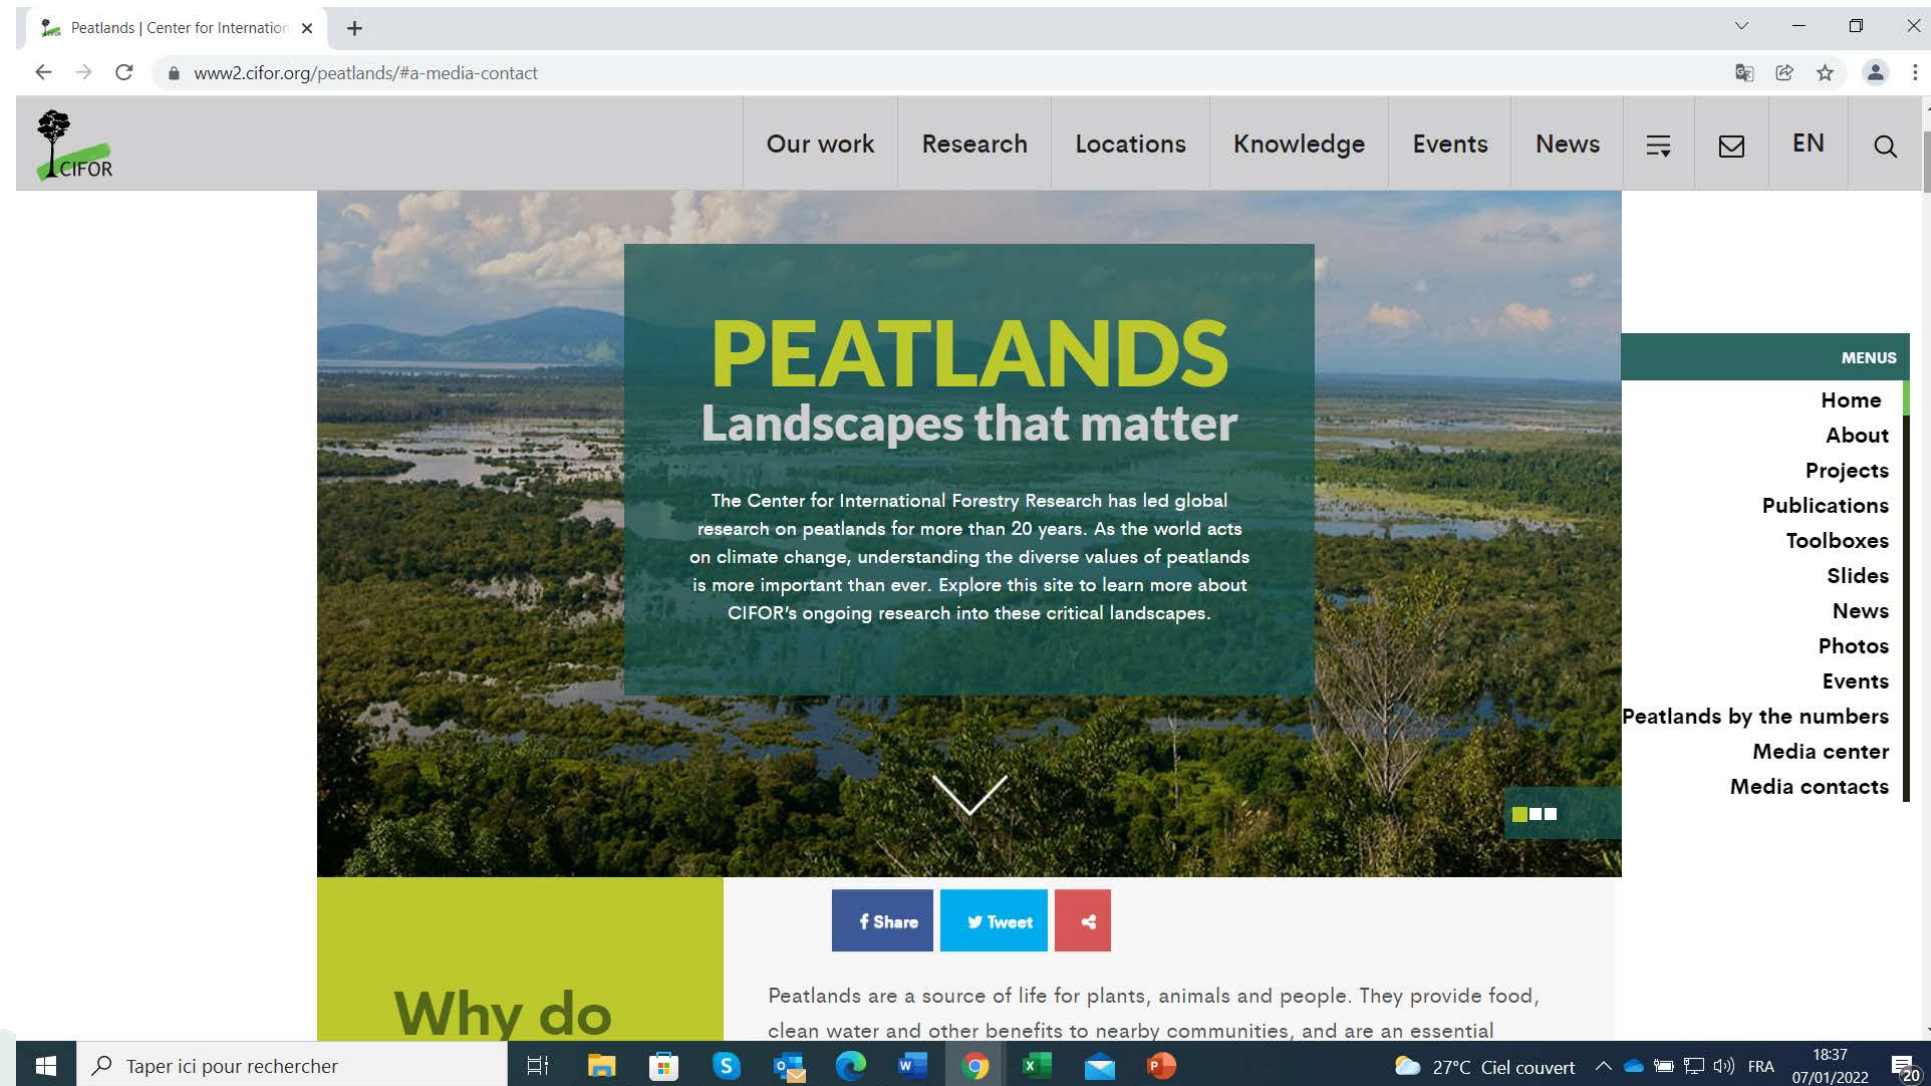 Peatlands | Center for Internation
www2.cifor.org/peatlands/#a-media-contact
CIFOR
Our work
Research
Locations
Knowledge
Events
News
EN
PEATLANDS
Landscapes that matter
The Center for International Forestry Research has led global
research on peatlands for more than 20 years. As the world acts
on climate change, understanding the diverse values of peatlands
is more important than ever. Explore this site to learn more about
CIFOR's ongoing research into these critical landscapes.
MENUS
Home
About
Projects
Publications
Toolboxes
Slides
News
Photos
Events
Peatlands by the numbers
Media center
Media contacts
Share
Tweet
Why do
Peatlands are a source of life for plants, animals and people. They provide food,
clean water and other benefits to nearby communities, and are an essential
Taper ici pour rechercher
27°C Ciel couvert
FRA
18:37
07/01/2022
20